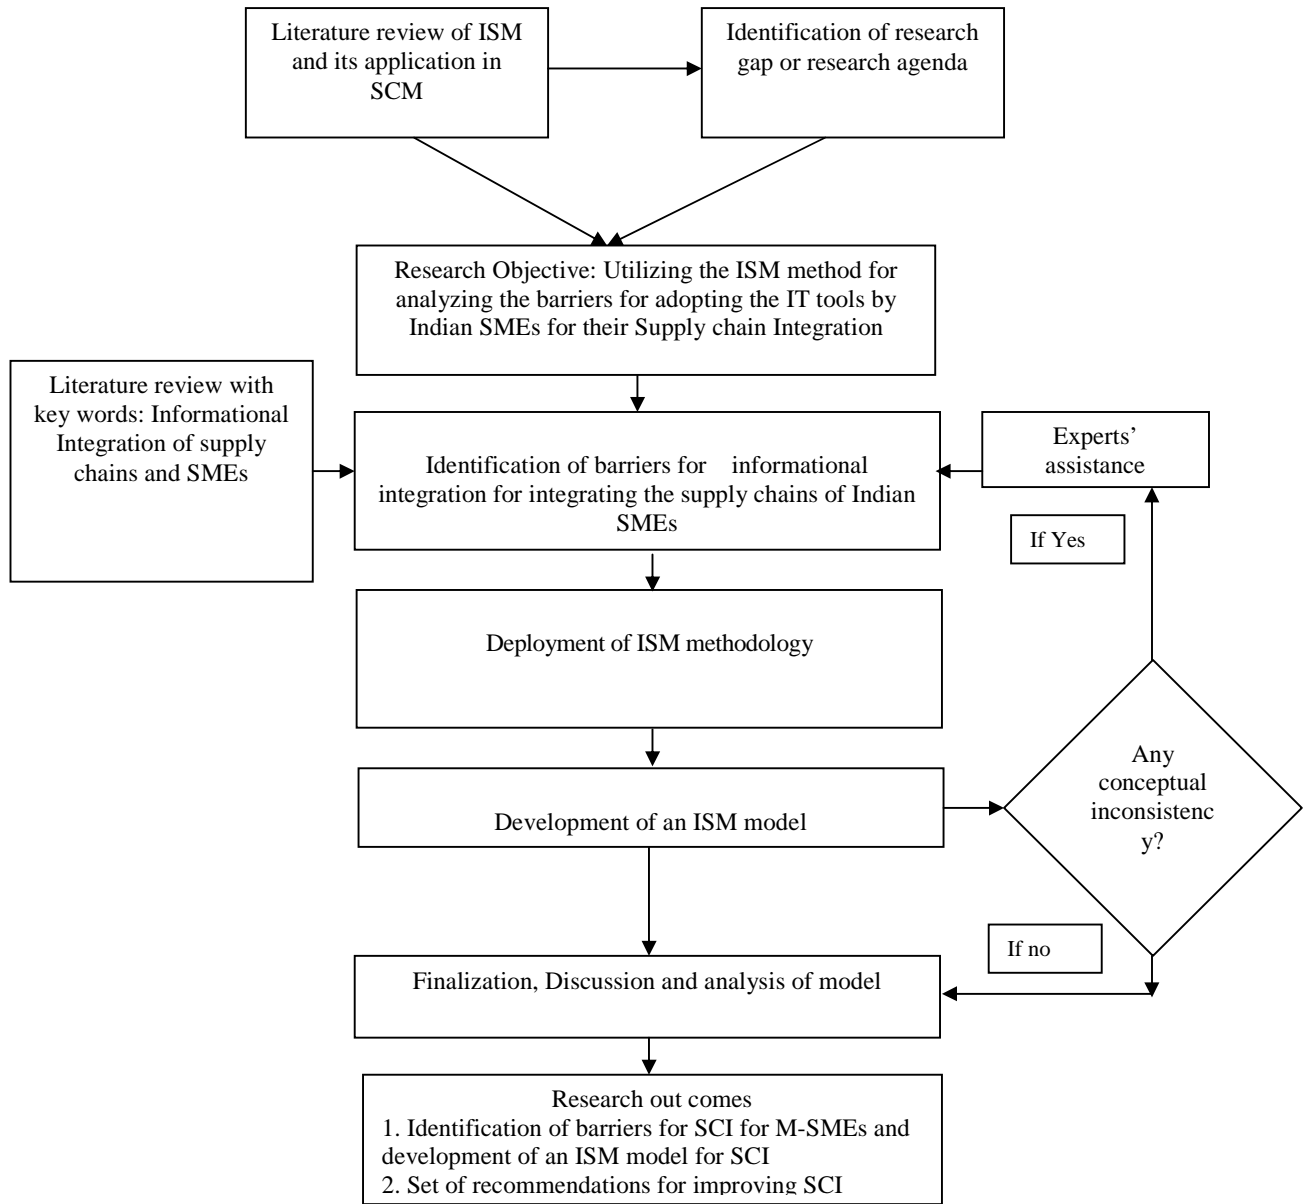 Literature review of ISM
and its application in
SCM
Identification of research
gap or research agenda
Research Objective: Utilizing the ISM method for
analyzing the barriers for adopting the IT tools by
Indian SMEs for their Supply chain Integration
Literature review with
key words: Informational
Integration of supply
chains and SMEs
Identification of barriers for informational
integration for integrating the supply chains of Indian
SMEs
Experts’
assistance
If Yes
Deployment of ISM methodology
Any
conceptual
inconsistenc
y?
Development of an ISM model
If no
Finalization, Discussion and analysis of model
Research out comes
1. Identification of barriers for SCI for M-SMEs and
development of an ISM model for SCI
2. Set of recommendations for improving SCI